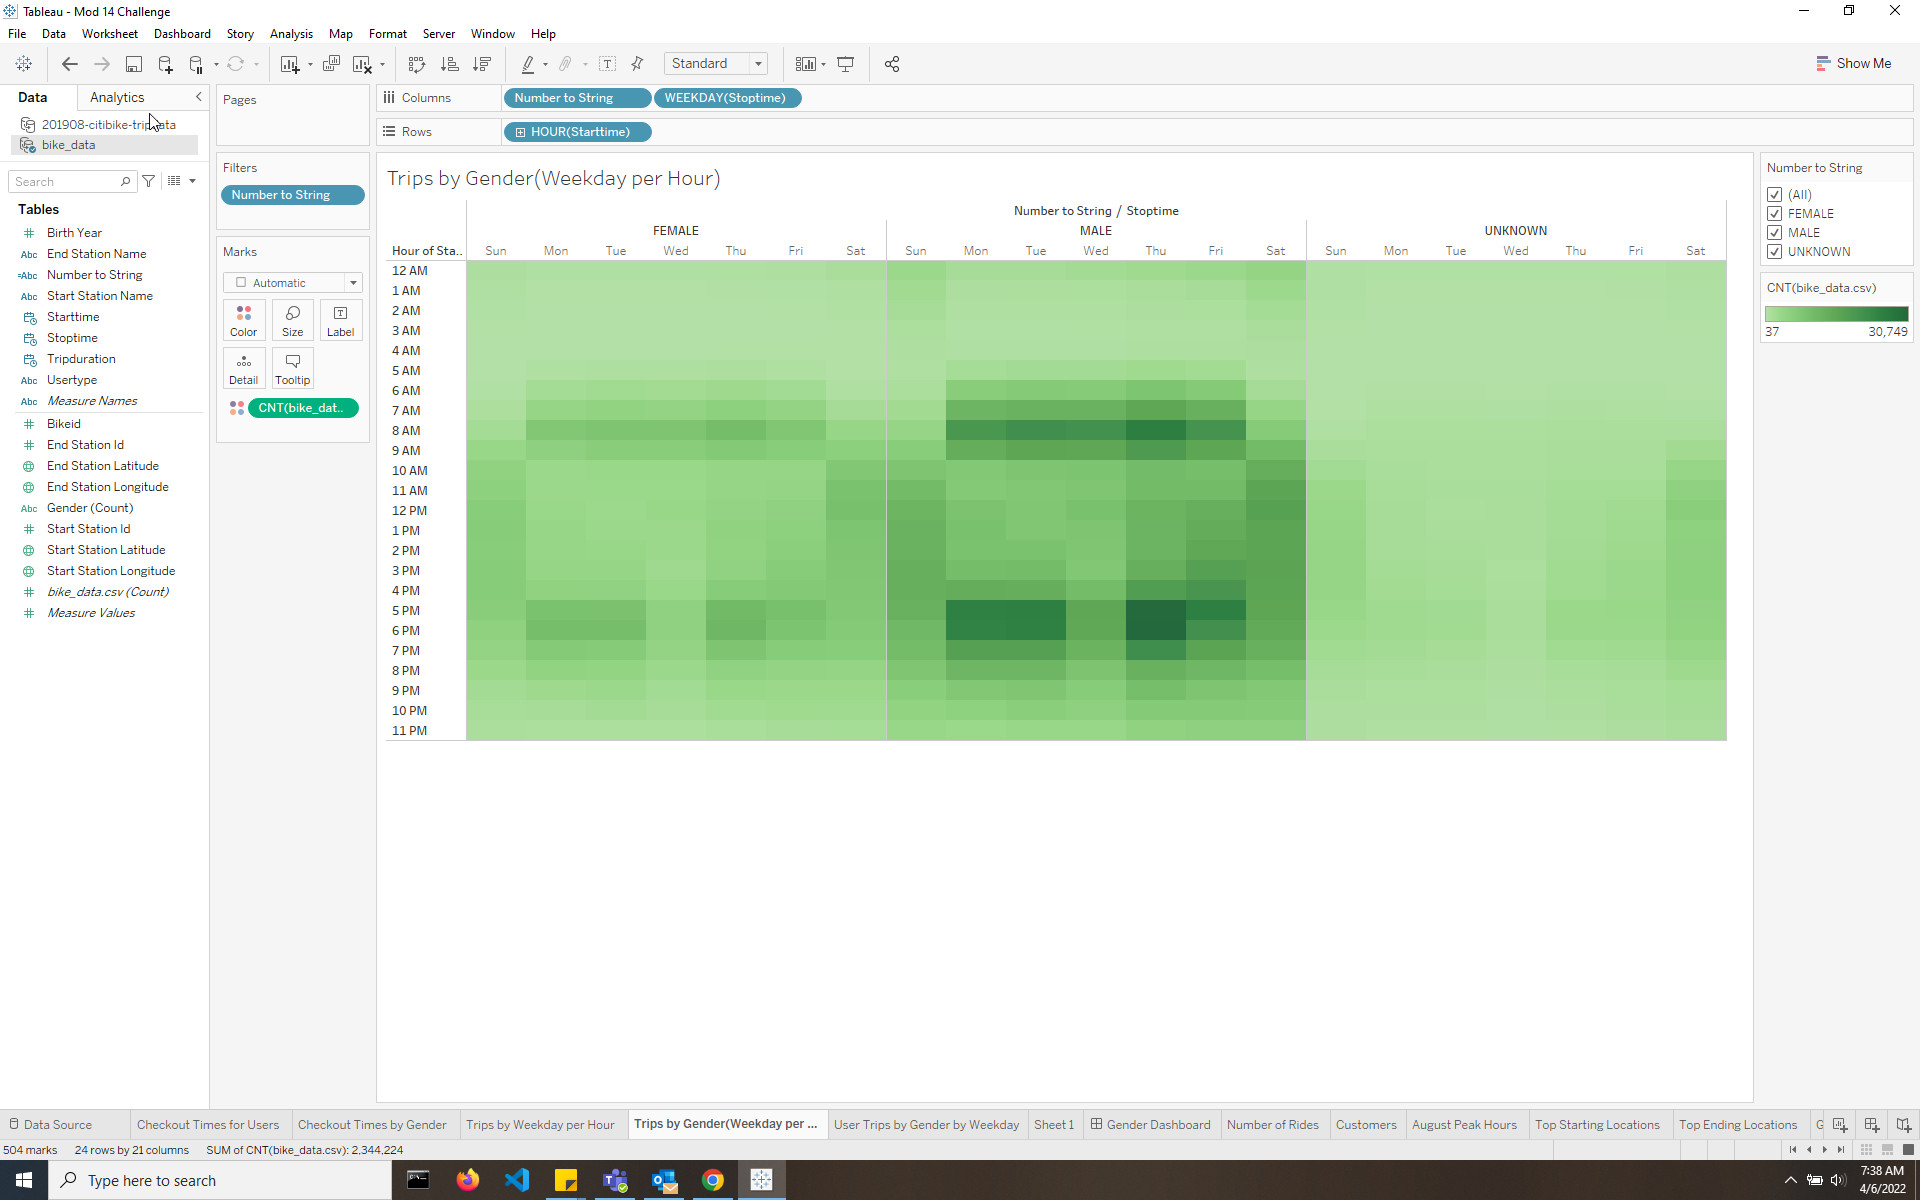 Tableau - Mod 14 Challenge
File Data Worksheet Dashboard Story Analysis Map Format Server Window Help
Standard
Show Me
Data Analytics
201908-citibike-tripdata
bike_data
Search
Tables
Birth Year
Abc End Station Name
=Abc Number to String
Abc Start Station Name
Starttime
Stoptime
Tripduration
Abc Usertype
Abc Measure Names
Bikeid
End Station Id
End Station Latitude
End Station Longitude
Abc Gender (Count)
Start Station Id
Start Station Latitude
Start Station Longitude
bike_data.csv (Count)
Measure Values
Pages
Filters
Number to String
Marks
Automatic
Color Size Label
Detail Tooltip
CNT(bike_dat..
Columns Number to String WEEKDAY(Stoptime)
Rows HOUR(Starttime)
Trips by Gender(Weekday per Hour)
Number to String / Stoptime
FEMALE MALE UNKNOWN
Hour of Sta.. Sun Mon Tue Wed Thu Fri Sat Sun Mon Tue Wed Thu Fri Sat Sun Mon Tue Wed Thu Fri Sat
12 AM
1 AM
2 AM
3 AM
4 AM
5 AM
6 AM
7 AM
8 AM
9 AM
10 AM
11 AM
12 PM
1 PM
2 PM
3 PM
4 PM
5 PM
6 PM
7 PM
8 PM
9 PM
10 PM
11 PM
Number to String
(All)
FEMALE
MALE
UNKNOWN
CNT(bike_data.csv)
37 30,749
Data Source Checkout Times for Users Checkout Times by Gender Trips by Weekday per Hour Trips by Gender(Weekday per ... User Trips by Gender by Weekday Sheet 1 Gender Dashboard Number of Rides Customers August Peak Hours Top Starting Locations Top Ending Locations
504 marks 24 rows by 21 columns SUM of CNT(bike_data.csv): 2,344,224
Type here to search
7:38 AM
4/6/2022